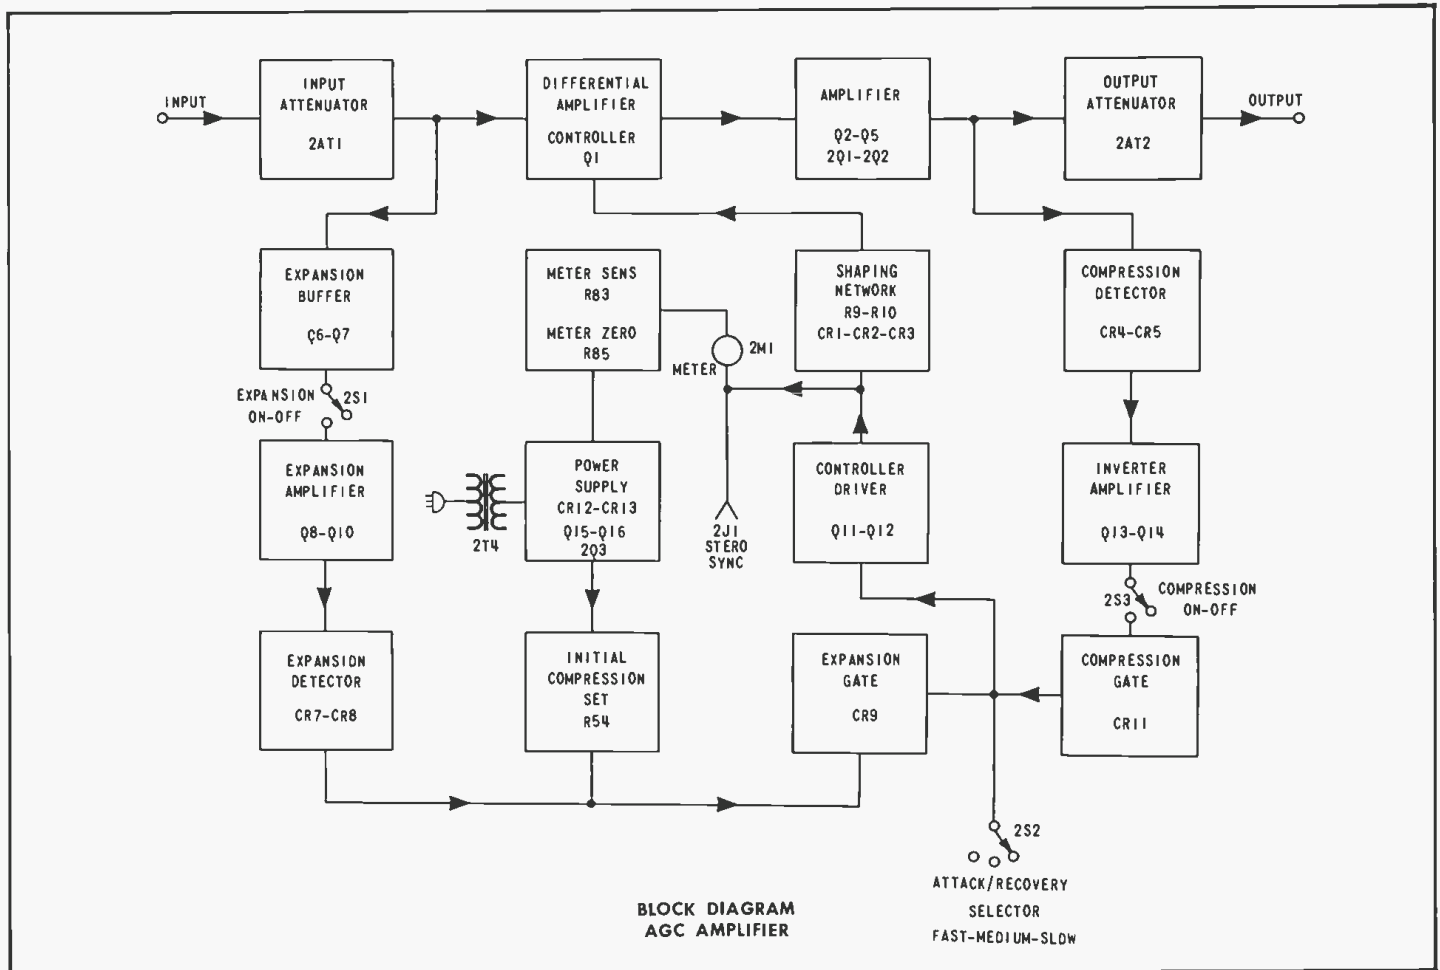 INPUT
INPUT
ATTENUATOR
2AT1
DIFFERENTIAL
AMPLIFIER
CONTROLLER
Q1
AMPLIFIER
Q2-Q5
2Q1-2Q2
OUTPUT
ATTENUATOR
2AT2
OUTPUT
EXPANSION
BUFFER
Q6-Q7
METER SENS
R83
METER ZERO
R85
METER
2M1
SHAPING
NETWORK
R9-R10
CR1-CR2-CR3
COMPRESSION
DETECTOR
CR4-CR5
EXPANSION
ON-OFF
2S1
EXPANSION
AMPLIFIER
Q8-Q10
2T4
POWER
SUPPLY
CR12-CR13
Q15-Q16
2Q3
2J1
STERO
SYNC
CONTROLLER
DRIVER
Q11-Q12
INVERTER
AMPLIFIER
Q13-Q14
2S3
COMPRESSION
ON-OFF
EXPANSION
DETECTOR
CR7-CR8
INITIAL
COMPRESSION
SET
R54
EXPANSION
GATE
CR9
COMPRESSION
GATE
CR11
2S2
ATTACK/RECOVERY
SELECTOR
FAST-MEDIUM-SLOW
BLOCK DIAGRAM
AGC AMPLIFIER